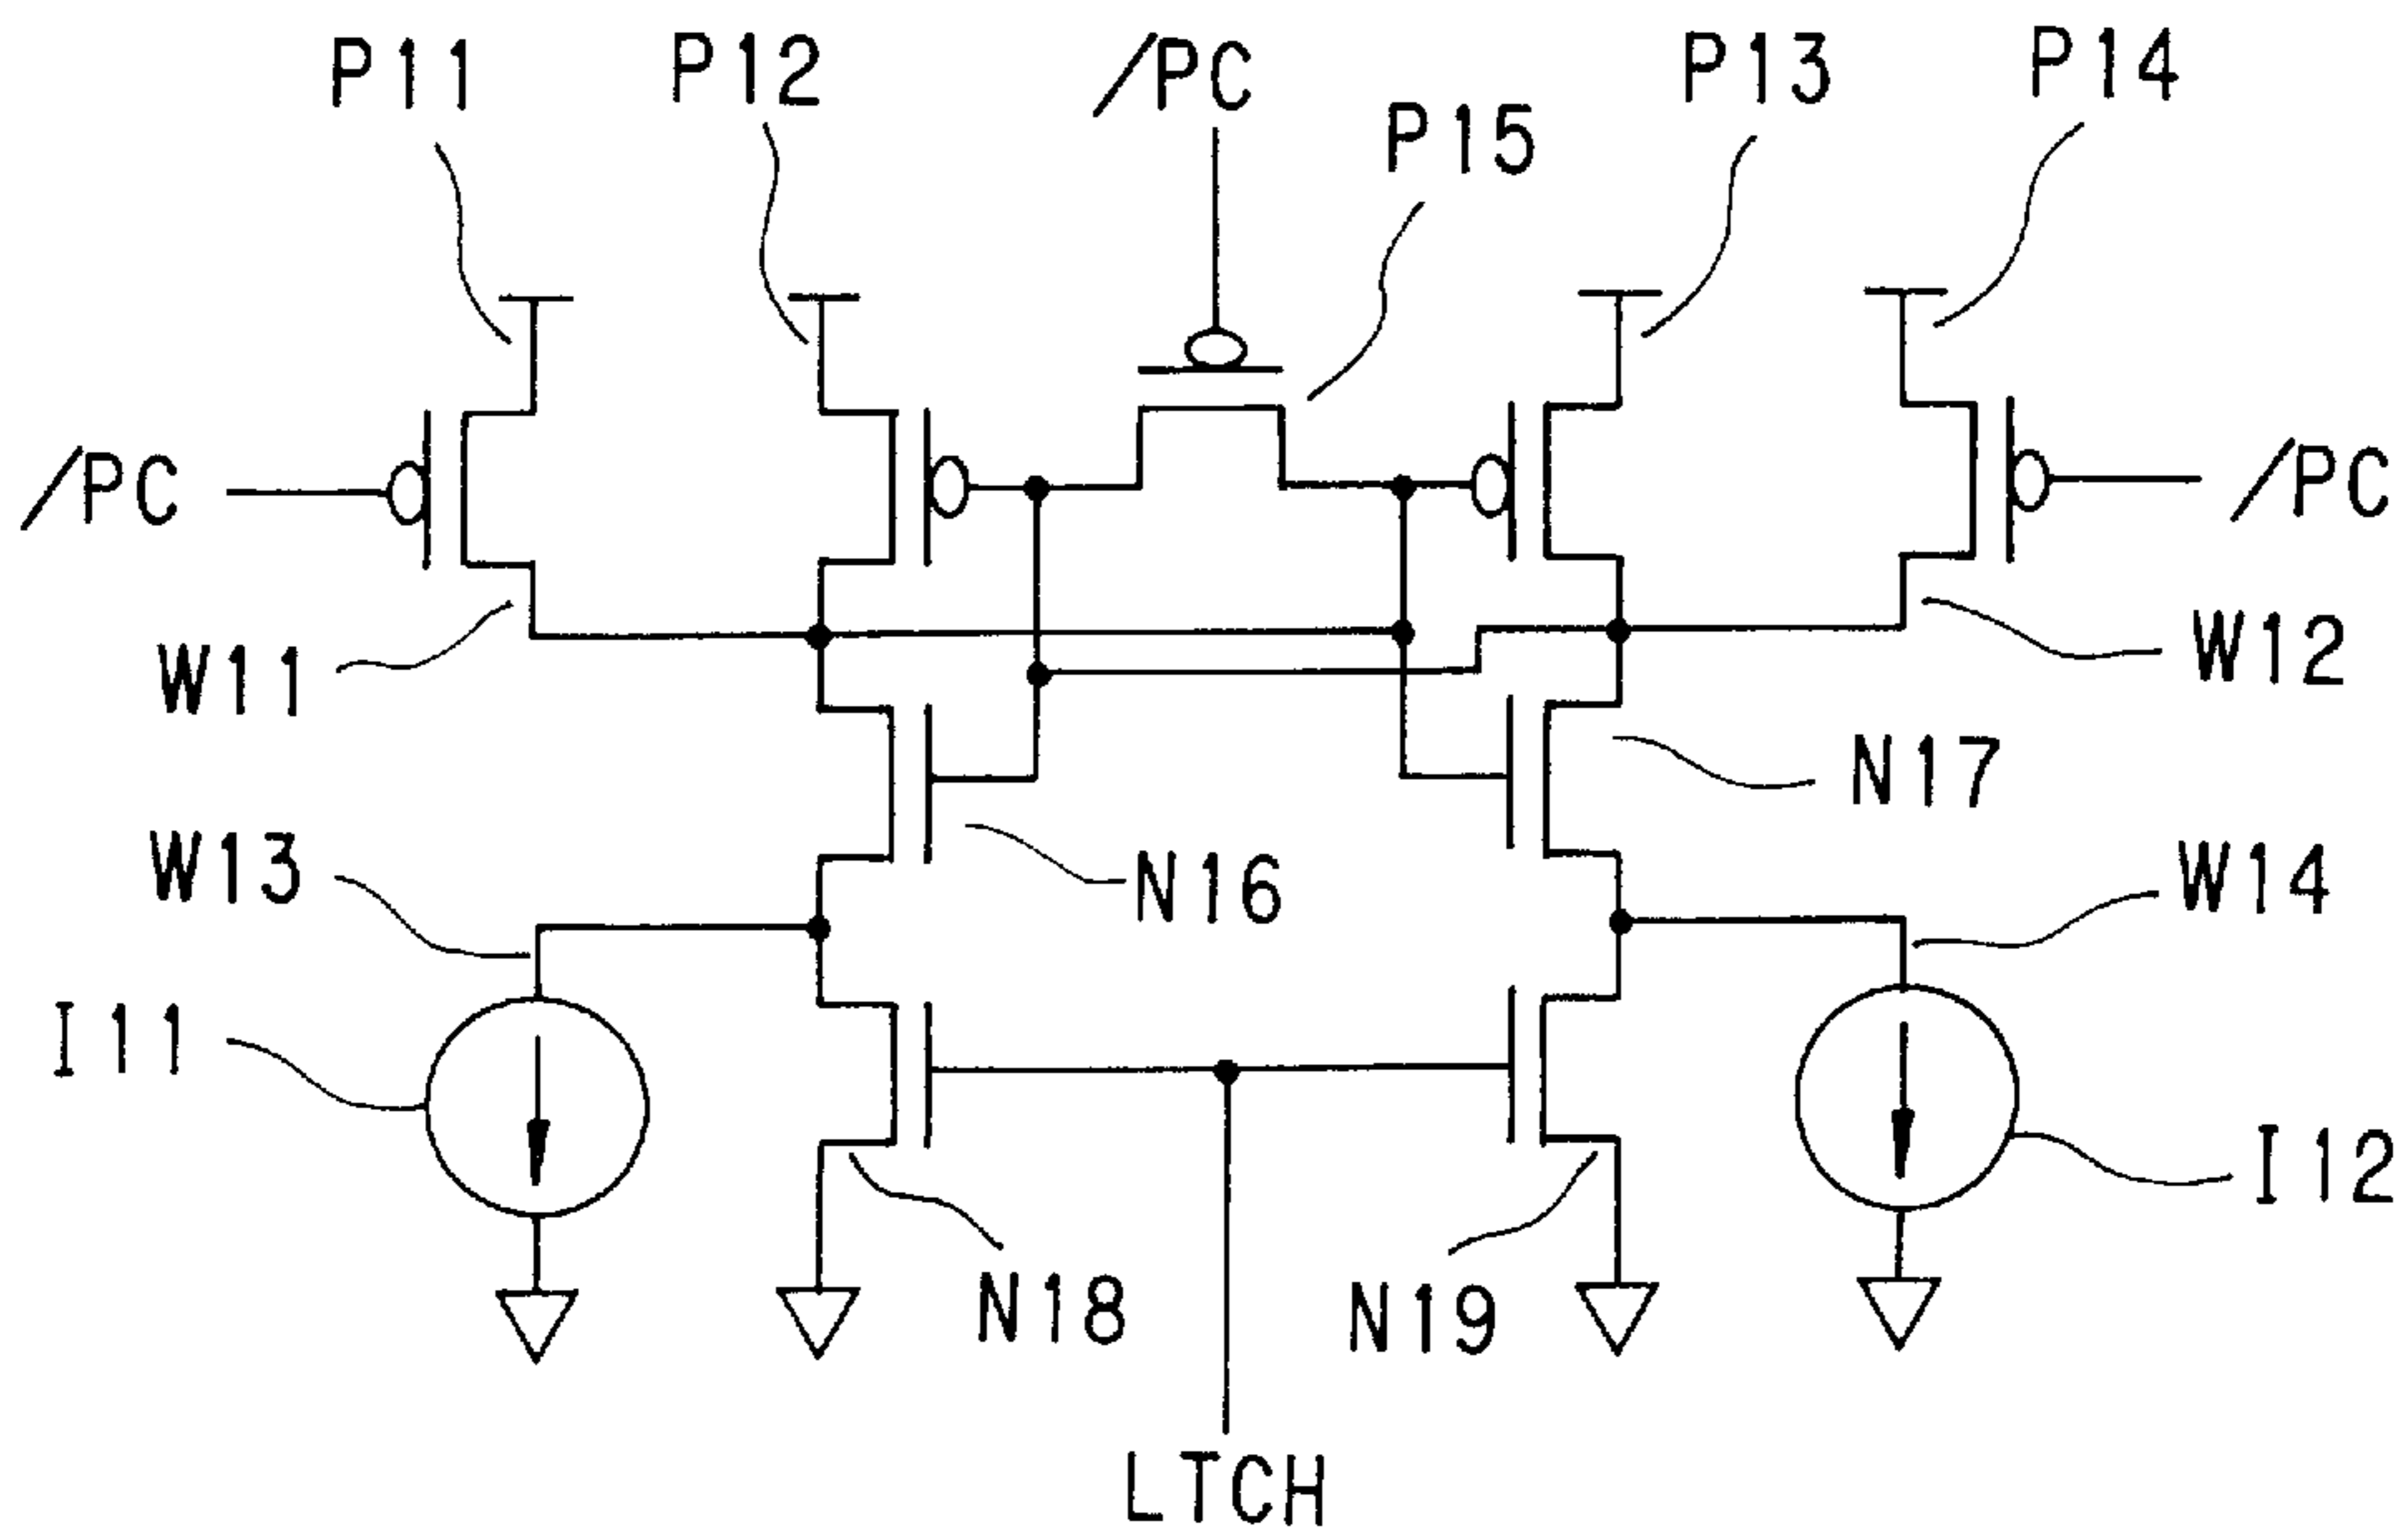 P11
P12
/PC
P13
P14
P15
/PC
/PC
W11
W12
N17
W13
N16
W14
I11
I12
N18
N19
LTCH